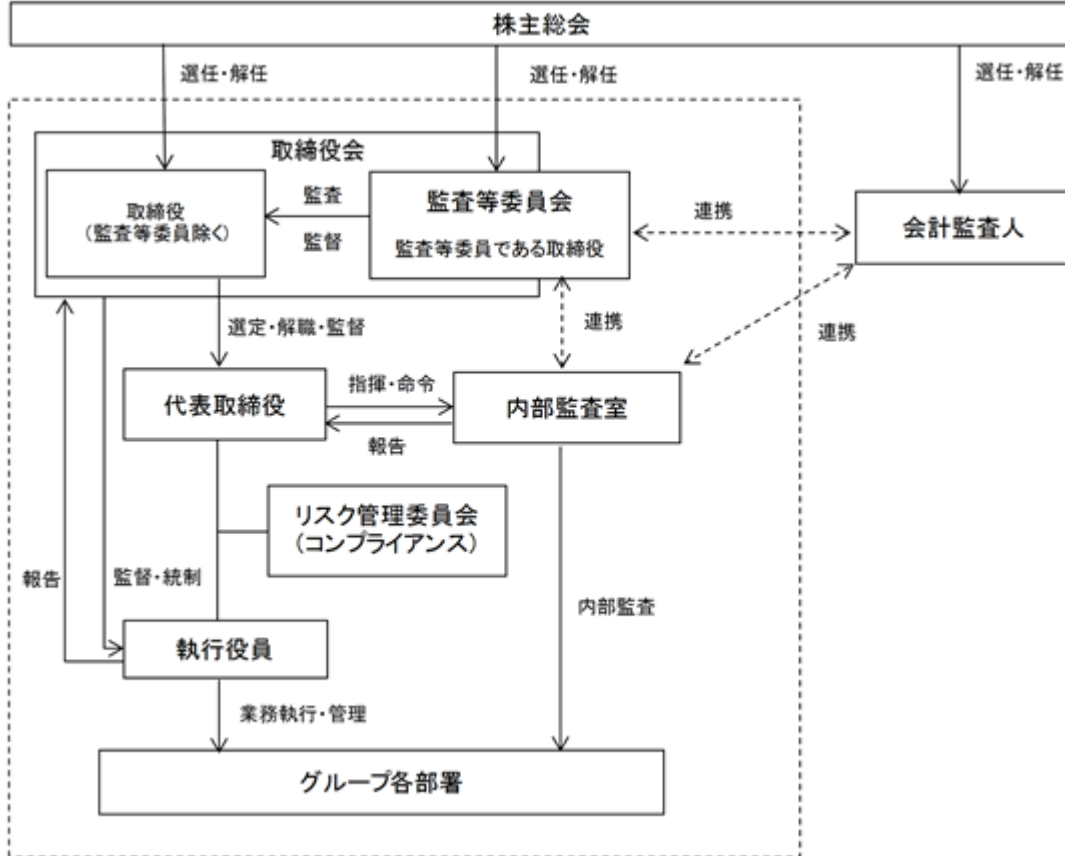 株主総会
選任・解任
選任・解任
選任・解任
取締役会
取締役
(監査等委員除く)
監査
監督
監査等委員会
監査等委員である取締役
連携
会計監査人
選定・解職・監督
連携
連携
代表取締役
指揮・命令
報告
内部監査室
リスク管理委員会
(コンプライアンス)
報告
監督・統制
内部監査
執行役員
業務執行・管理
グループ各部署